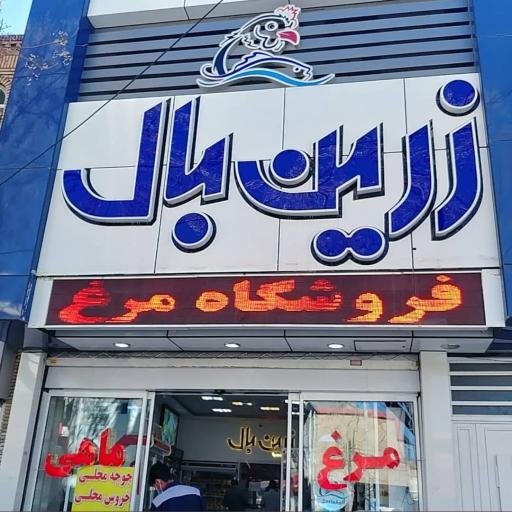 زرین بال
فروشگاه مرغ
زرین بال
مرغ
ماهی
جوجه محلی
خروس محلی